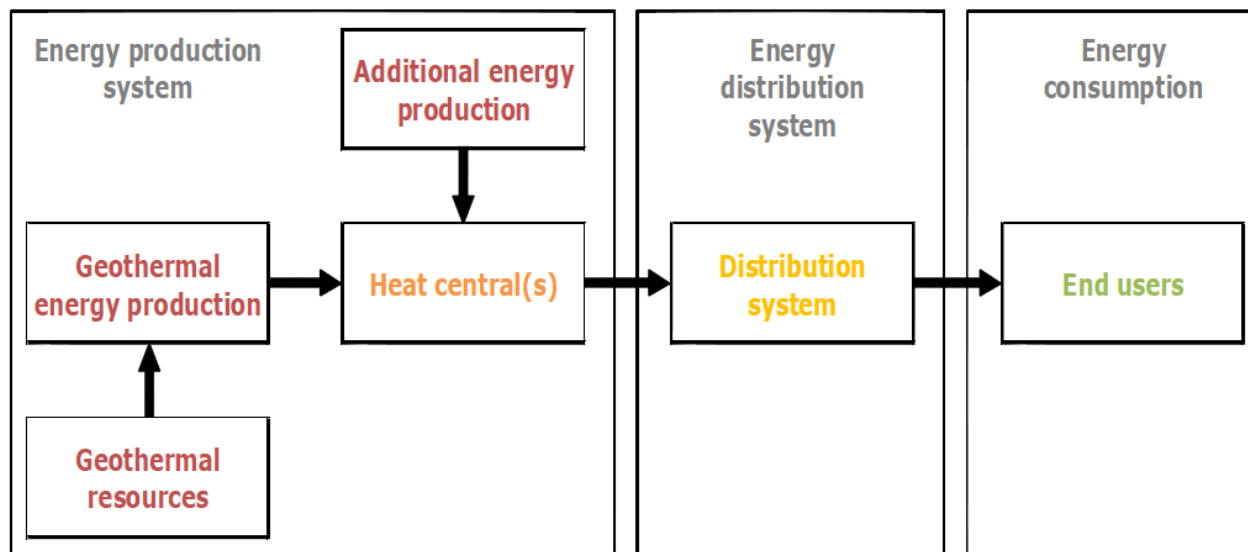 Energy production
system
Additional energy
production
Geothermal
energy production
Heat central(s)
Geothermal
resources
Energy
distribution
system
Distribution
system
Energy
consumption
End users